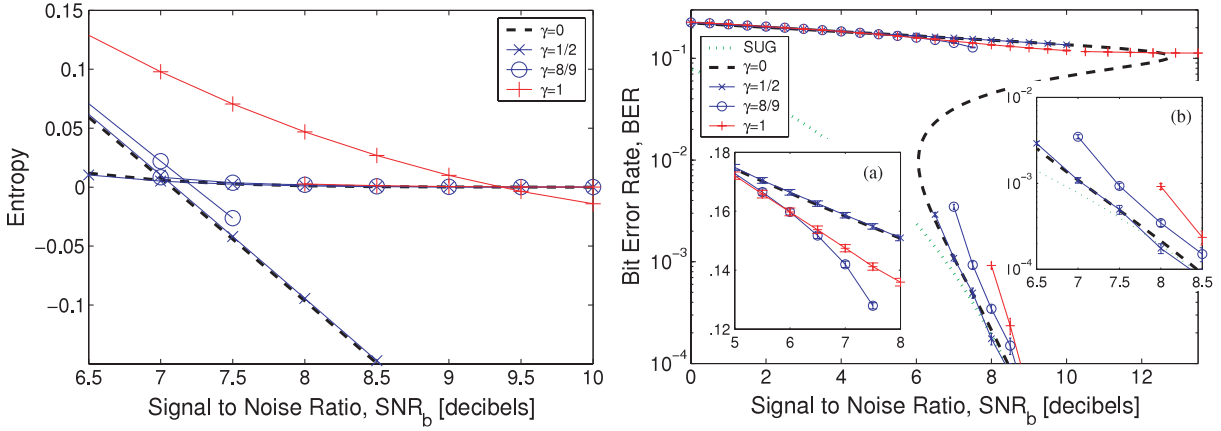 0.15
0.1
0.05
0
−0.05
−0.1
Entropy
6.5 7 7.5 8 8.5 9 9.5 10
Signal to Noise Ratio, SNR_b [decibels]
γ=0
γ=1/2
γ=8/9
γ=1
10^-1
10^-2
10^-3
10^-4
Bit Error Rate, BER
0 2 4 6 8 10 12
Signal to Noise Ratio, SNR_b [decibels]
SUG
γ=0
γ=1/2
γ=8/9
γ=1
(a)
.18
.16
.14
.12
5 6 7 8
(b)
10^-2
10^-3
10^-4
6.5 7 7.5 8 8.5